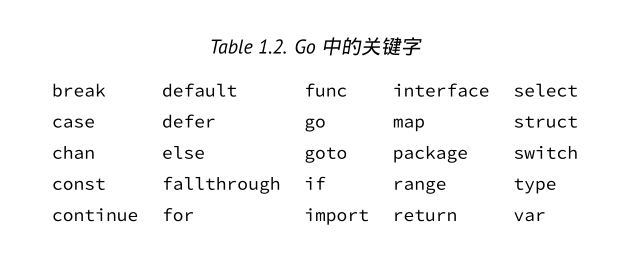 Table 1.2. Go 中的关键字
break default func interface select
case defer go map struct
chan else goto package switch
const fallthrough if range type
continue for import return var